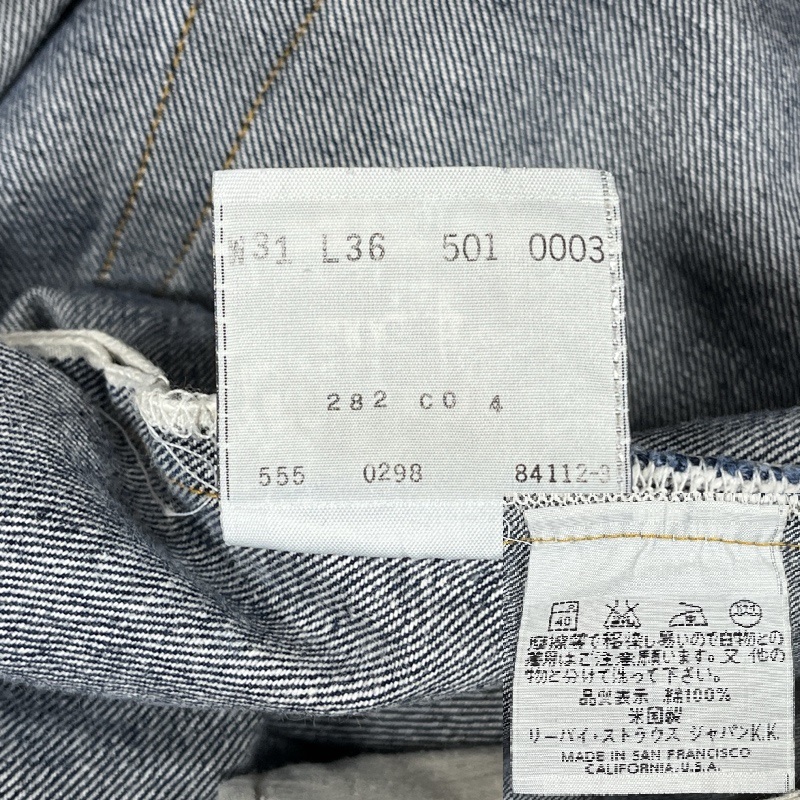 W31 L36 501 0003
282 CO 4
555 0298 84112-3
40
摩擦等で移染し易いので白物との
着用はご注意願います。又 他の
物と分けて洗って下さい。
品質表示 綿100%
米国製
リーバイ・ストラウス ジャパンK.K.
MADE IN SAN FRANCISCO
CALIFORNIA.U.S.A.